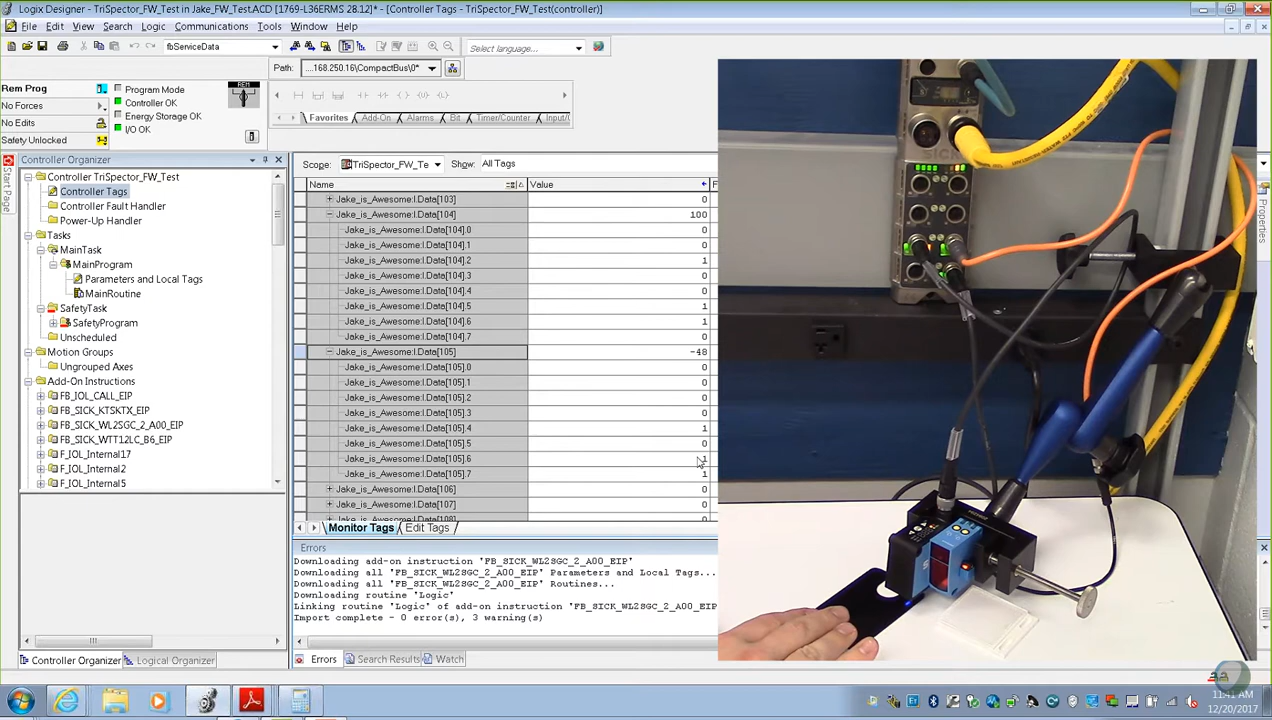 Logix Designer - TriSpector_FW_Test in Jake_FW_Test.ACD [1769-L36ERMS 28.12]* - [Controller Tags - TriSpector_FW_Test(controller)]
File Edit View Search Logic Communications Tools Window Help
fbServiceData
Select language...
Path: ....168.250.16\CompactBus\0*
Rem Prog
No Forces
No Edits
Safety Unlocked
Program Mode
Controller OK
Energy Storage OK
I/O OK
REM
Favorites Add-On Alarms Bit Timer/Counter Input/(
Start Page
Controller Organizer
Controller TriSpector_FW_Test
Controller Tags
Controller Fault Handler
Power-Up Handler
Tasks
MainTask
MainProgram
Parameters and Local Tags
MainRoutine
SafetyTask
SafetyProgram
Unscheduled
Motion Groups
Ungrouped Axes
Add-On Instructions
FB_IOL_CALL_EIP
FB_SICK_KTSKTX_EIP
FB_SICK_WL2SGC_2_A00_EIP
FB_SICK_WTT12LC_B6_EIP
F_IOL_Internal17
F_IOL_Internal2
F_IOL_Internal5
Controller Organizer Logical Organizer
Scope: TriSpector_FW_Te Show: All Tags
Name Value F
Jake_is_Awesome:I.Data[103] 0
Jake_is_Awesome:I.Data[104] 100
Jake_is_Awesome:I.Data[104].0 0
Jake_is_Awesome:I.Data[104].1 0
Jake_is_Awesome:I.Data[104].2 1
Jake_is_Awesome:I.Data[104].3 0
Jake_is_Awesome:I.Data[104].4 0
Jake_is_Awesome:I.Data[104].5 1
Jake_is_Awesome:I.Data[104].6 1
Jake_is_Awesome:I.Data[104].7 0
Jake_is_Awesome:I.Data[105] -48
Jake_is_Awesome:I.Data[105].0 0
Jake_is_Awesome:I.Data[105].1 0
Jake_is_Awesome:I.Data[105].2 0
Jake_is_Awesome:I.Data[105].3 0
Jake_is_Awesome:I.Data[105].4 1
Jake_is_Awesome:I.Data[105].5 0
Jake_is_Awesome:I.Data[105].6 1
Jake_is_Awesome:I.Data[105].7 1
Jake_is_Awesome:I.Data[106] 0
Jake_is_Awesome:I.Data[107] 0
Jake_is_Awesome:I.Data[108] 0
Monitor Tags Edit Tags
Errors
Downloading add-on instruction 'FB_SICK_WL2SGC_2_A00_EIP'
Downloading all 'FB_SICK_WL2SGC_2_A00_EIP' Parameters and Local Tags...
Downloading all 'FB_SICK_WL2SGC_2_A00_EIP' Routines...
Downloading routine 'Logic'
Linking routine 'Logic' of add-on instruction 'FB_SICK_WL2SGC_2_A00_EIP
Import complete - 0 error(s), 3 warning(s)
Errors Search Results Watch
SICK
Properties
11:41 AM
12/20/2017